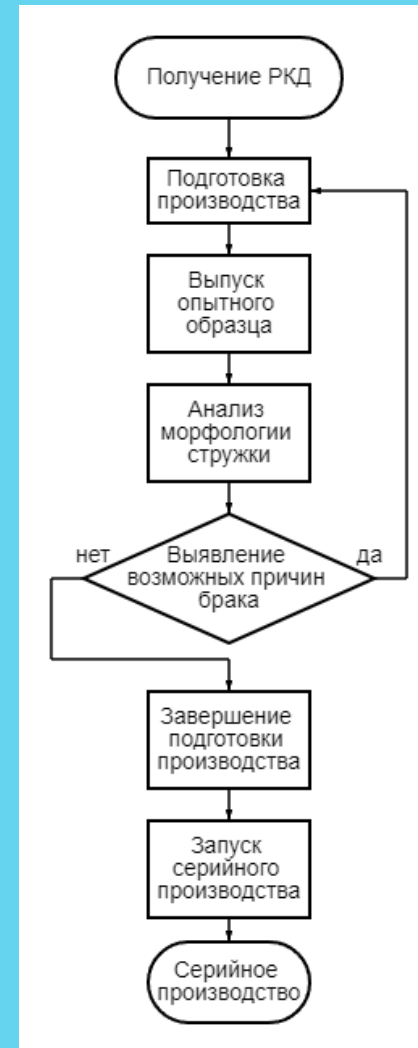 Получение РКД
Подготовка
производства
Выпуск
опытного
образца
Анализ
морфологии
стружки
нет
Выявление
да
возможных причин
брака
Завершение
подготовки
производства
Запуск
серийного
производства
Серийное
производство